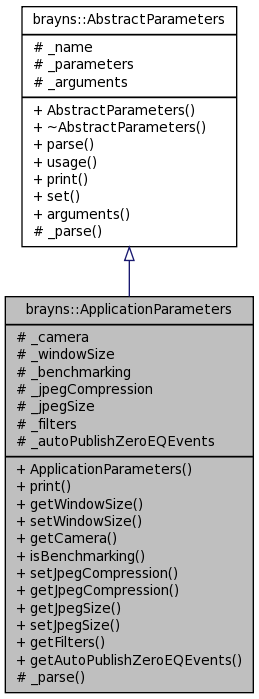 brayns::AbstractParameters
# _name
# _parameters
# _arguments
+ AbstractParameters()
+ ~AbstractParameters()
+ parse()
+ usage()
+ print()
+ set()
+ arguments()
# _parse()
brayns::ApplicationParameters
# _camera
# _windowSize
# _benchmarking
# _jpegCompression
# _jpegSize
# _filters
# _autoPublishZeroEQEvents
+ ApplicationParameters()
+ print()
+ getWindowSize()
+ setWindowSize()
+ getCamera()
+ isBenchmarking()
+ setJpegCompression()
+ getJpegCompression()
+ getJpegSize()
+ setJpegSize()
+ getFilters()
+ getAutoPublishZeroEQEvents()
# _parse()